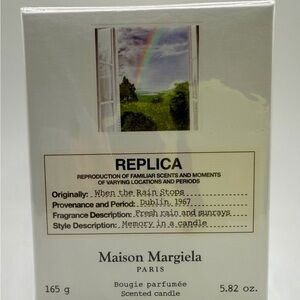 REPLICA
REPRODUCTION OF FAMILIAR SCENTS AND MOMENTS
OF VARYING LOCATIONS AND PERIODS
Originally: When the Rain Stops
Provenance and Period: Dublin, 1967
Fragrance Description: Fresh rain and sunrays
Style Description: Memory in a candle
Maison Margiela
PARIS
165 g Bougie parfumée 5.82 oz.
Scented candle